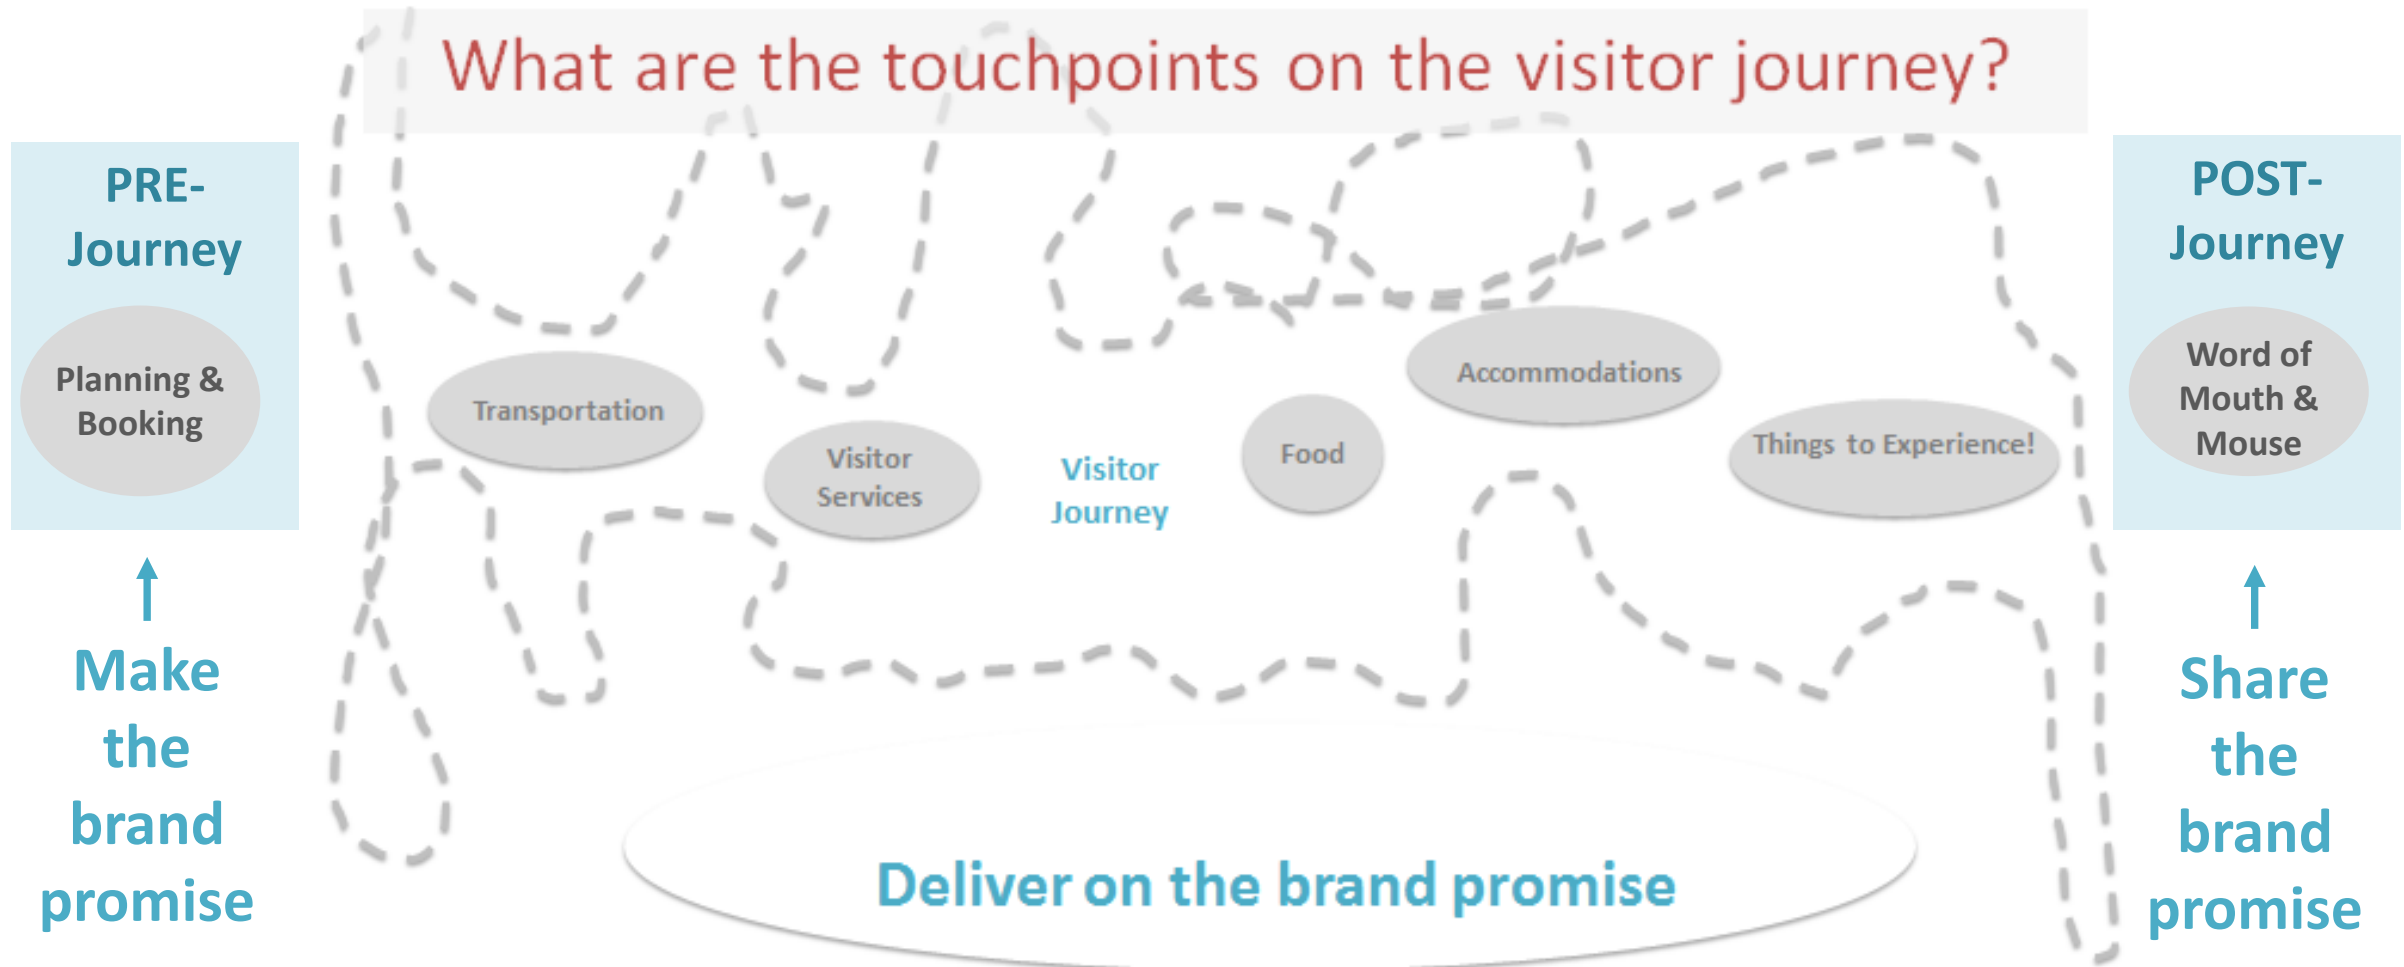 What are the touchpoints on the visitor journey?
PRE-
Journey
Planning &
Booking
Make
the
brand
promise
Transportation
Visitor
Services
Visitor
Journey
Food
Accommodations
Things to Experience!
Deliver on the brand promise
POST-
Journey
Word of
Mouth &
Mouse
Share
the
brand
promise